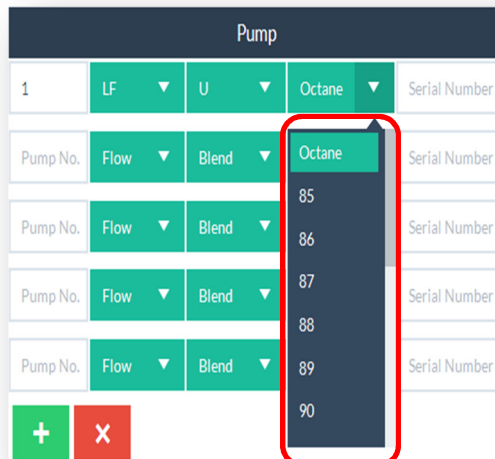 Pump
1 LF U Octane Serial Number
Pump No. Flow Blend Octane Serial Number
85
Pump No. Flow Blend 86 Serial Number
Pump No. Flow Blend 87 Serial Number
88
Pump No. Flow Blend 89 Serial Number
90
+ x